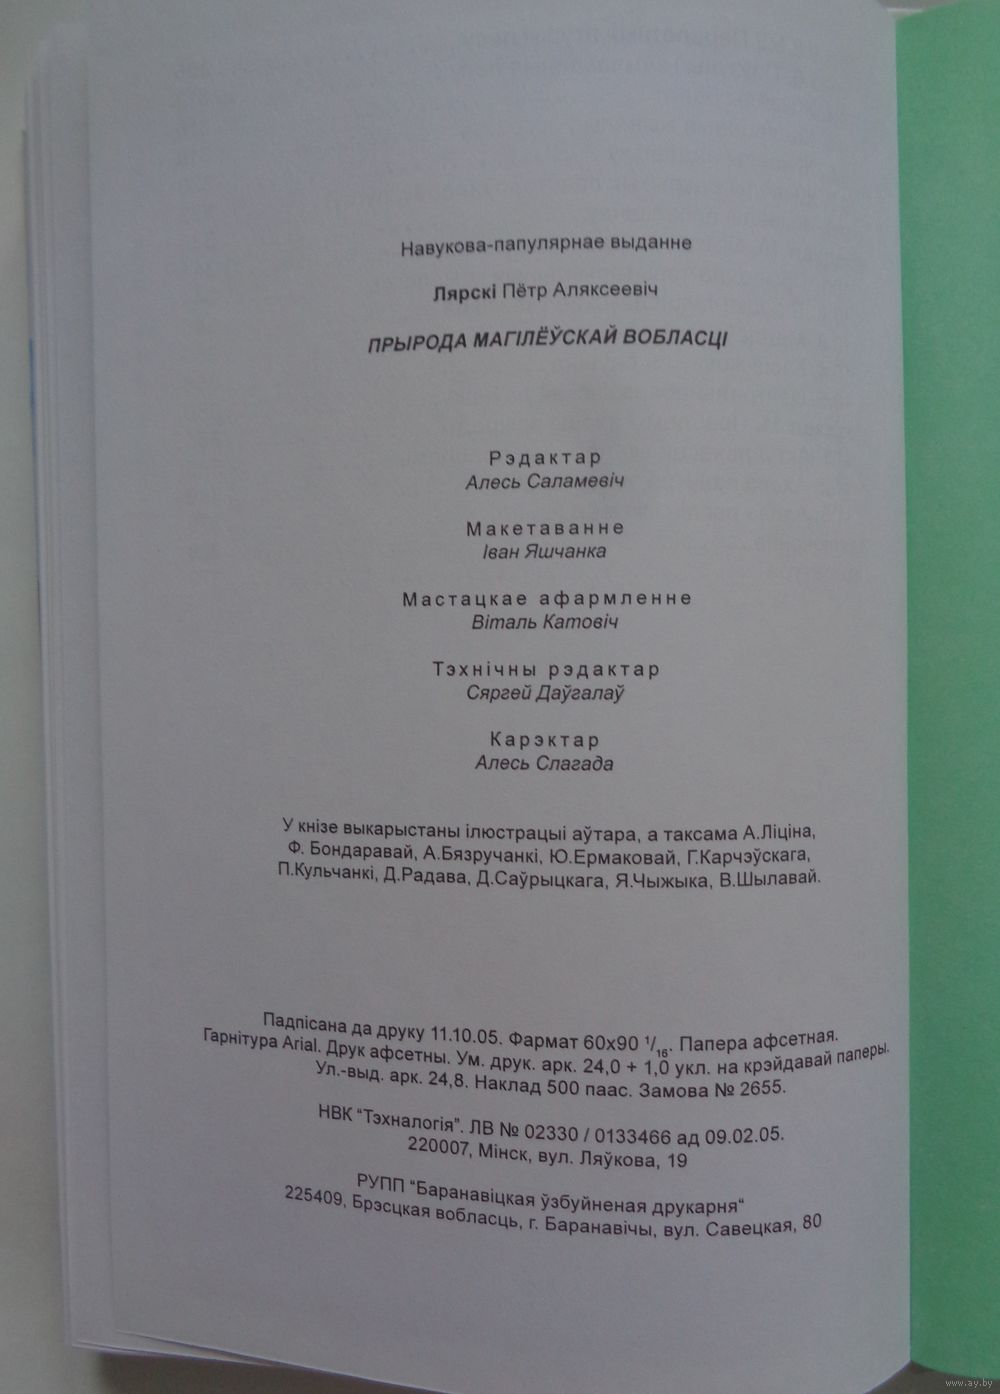 Навукова-папулярнае выданне
Лярскі Пётр Аляксеевіч
ПРЫРОДА МАГІЛЁЎСКАЙ ВОБЛАСЦІ
Рэдактар
Алесь Саламевіч
Макетаванне
Іван Яшчанка
Мастацкае афармленне
Віталь Катовіч
Тэхнічны рэдактар
Сяргей Даўгалаў
Карэктар
Алесь Слагада
У кнізе выкарыстаны ілюстрацыі аўтара, а таксама А.Ліціна,
Ф. Бондаравай, А.Бязручанкі, Ю.Ермаковай, Г.Карчэўскага,
П.Кульчанкі, Д.Радава, Д.Саўрыцкага, Я.Чыжыка, В.Шылавай.
Падпісана да друку 11.10.05. Фармат 60х90 1/16. Папера афсетная.
Гарнітура Arial. Друк афсетны. Ум. друк. арк. 24,0 + 1,0 укл. на крэйдавай паперы.
Ул.-выд. арк. 24,8. Наклад 500 паас. Замова № 2655.
НВК “Тэхналогія”. ЛВ № 02330 / 0133466 ад 09.02.05.
220007, Мінск, вул. Ляўкова, 19
РУПП “Баранавіцкая ўзбуйненая друкарня“
225409, Брэсцкая вобласць, г. Баранавічы, вул. Савецкая, 80
www.ay.by